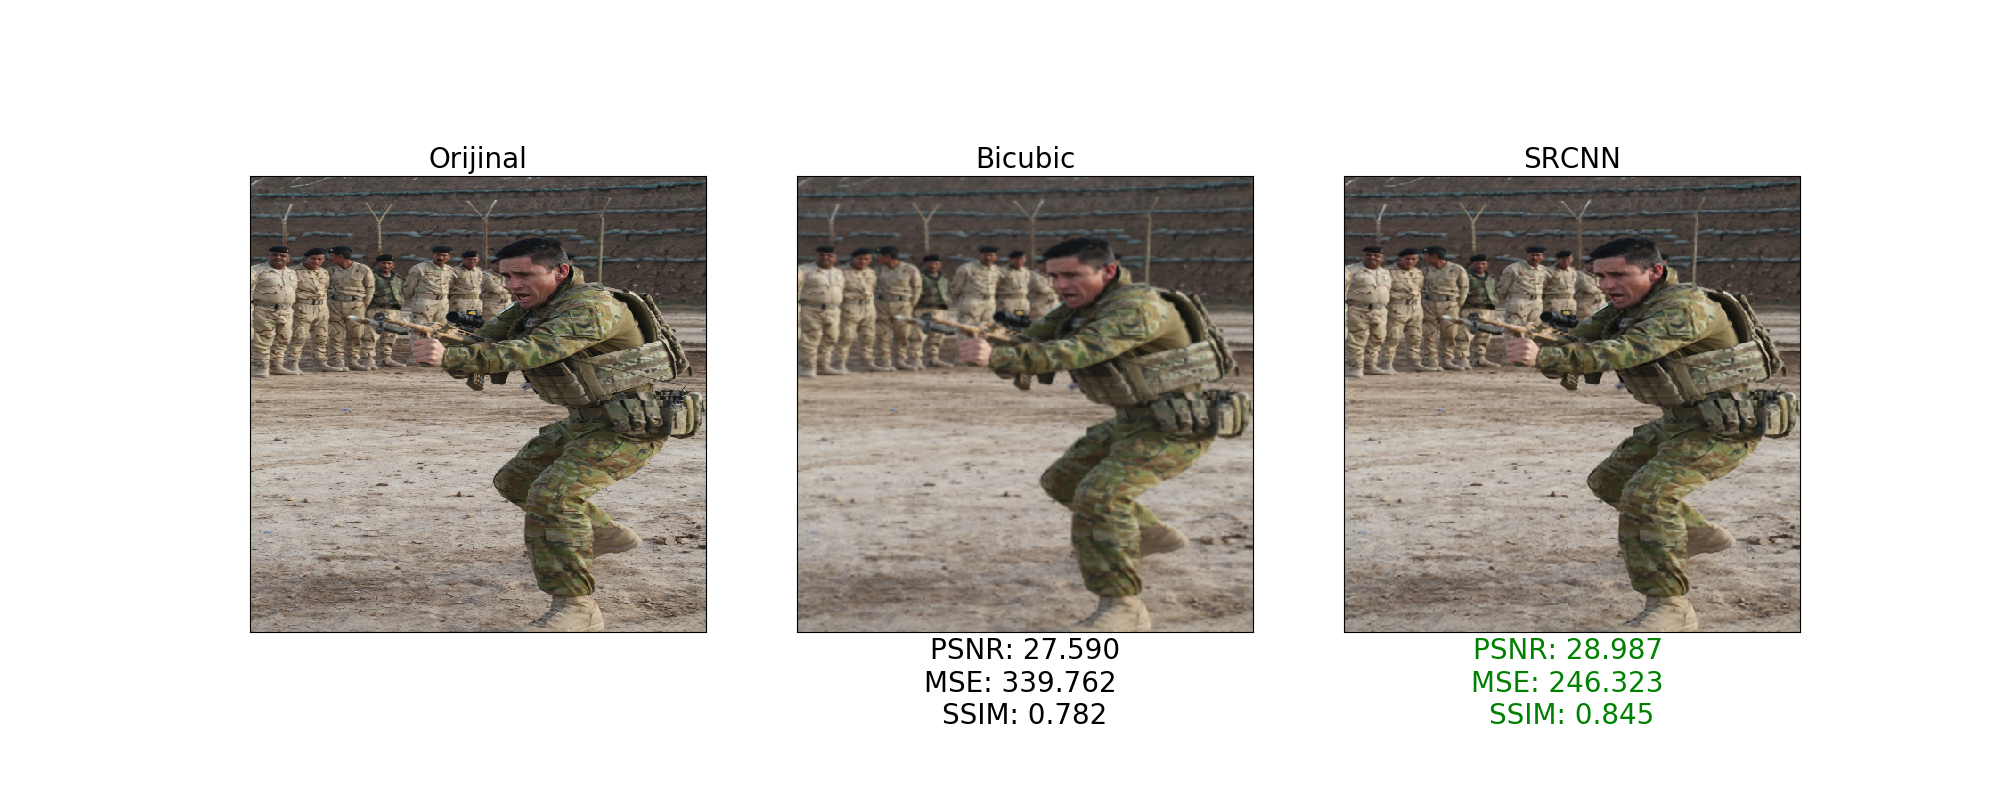 Orijinal
Bicubic
SRCNN
PSNR: 27.590
MSE: 339.762
SSIM: 0.782
PSNR: 28.987
MSE: 246.323
SSIM: 0.845